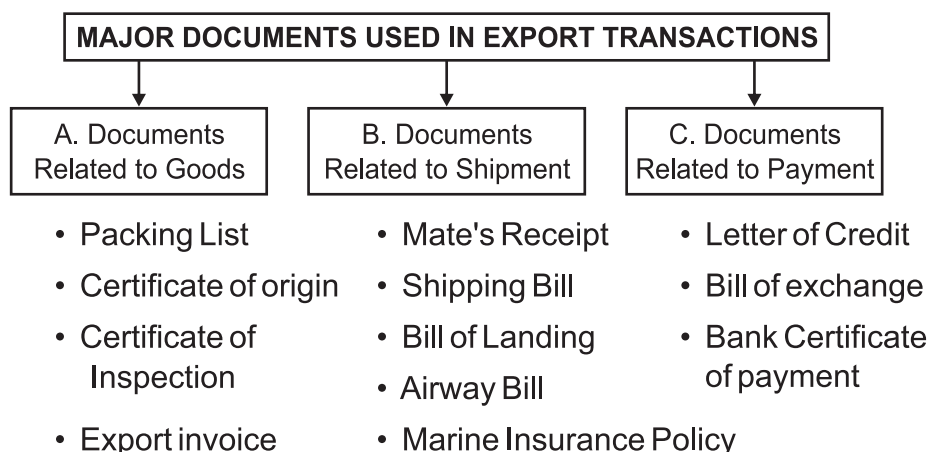 MAJOR DOCUMENTS USED IN EXPORT TRANSACTIONS
A. Documents
Related to Goods
B. Documents
Related to Shipment
C. Documents
Related to Payment
• Packing List
• Certificate of origin
• Certificate of
Inspection
• Export invoice
• Mate's Receipt
• Shipping Bill
• Bill of Landing
• Airway Bill
• Marine Insurance Policy
• Letter of Credit
• Bill of exchange
• Bank Certificate
of payment